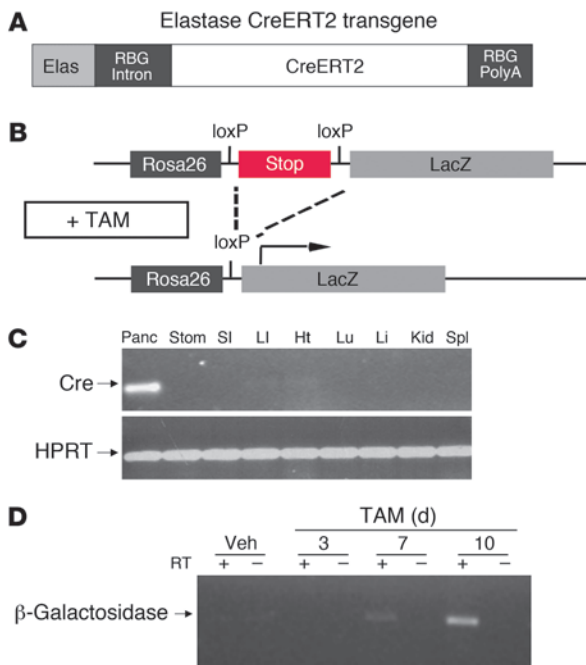 A
Elastase CreERT2 transgene
Elas
RBG
Intron
CreERT2
RBG
PolyA
B
loxP
loxP
Rosa26
Stop
LacZ
+ TAM
loxP
Rosa26
LacZ
C
Panc Stom SI LI Ht Lu Li Kid Spl
Cre
HPRT
D
TAM (d)
Veh 3 7 10
RT + − + − + − + −
β-Galactosidase